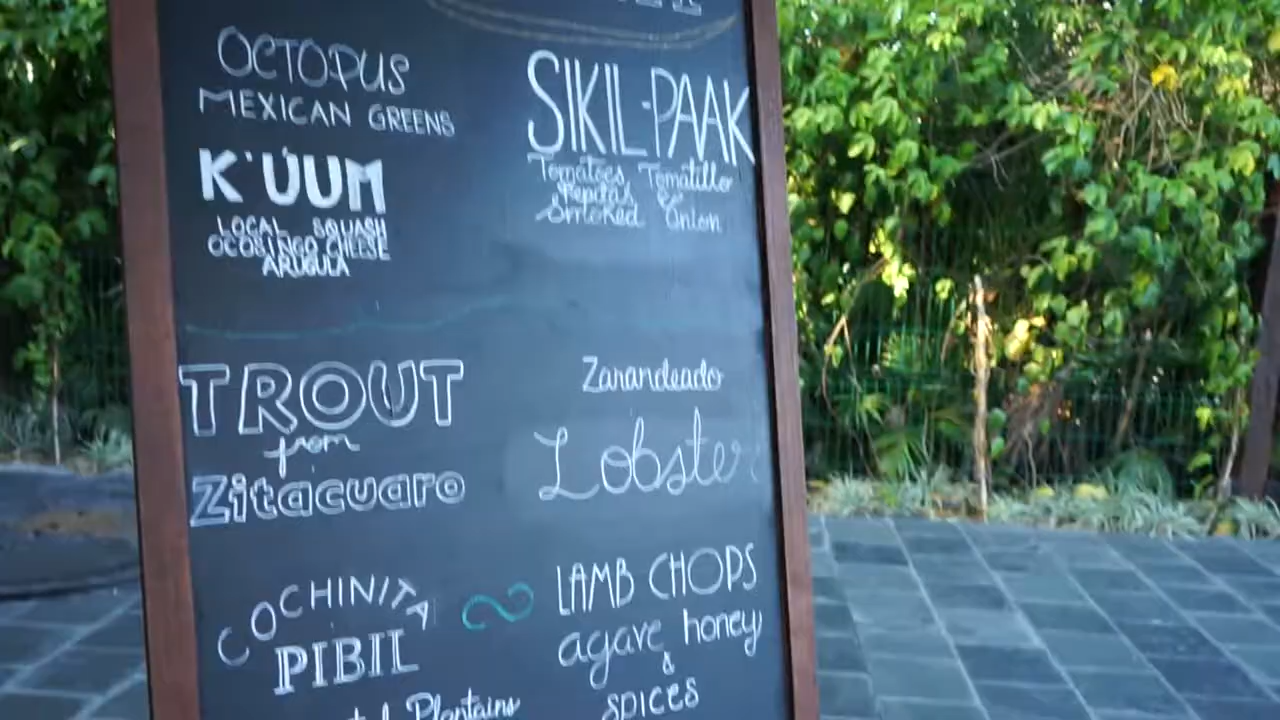 OCTOPUS
MEXICAN GREENS
K'UUM
LOCAL SQUASH
OCOSINGO CHEESE
ARUGULA
SIKIL-PAAK
Tomatoes Tomatillo
Pepitas
Smoked Onion
TROUT
from
Zitacuaro
Zarandeado
Lobster
COCHINITA
PIBIL
Plantains
LAMB CHOPS
agave honey
&
spices